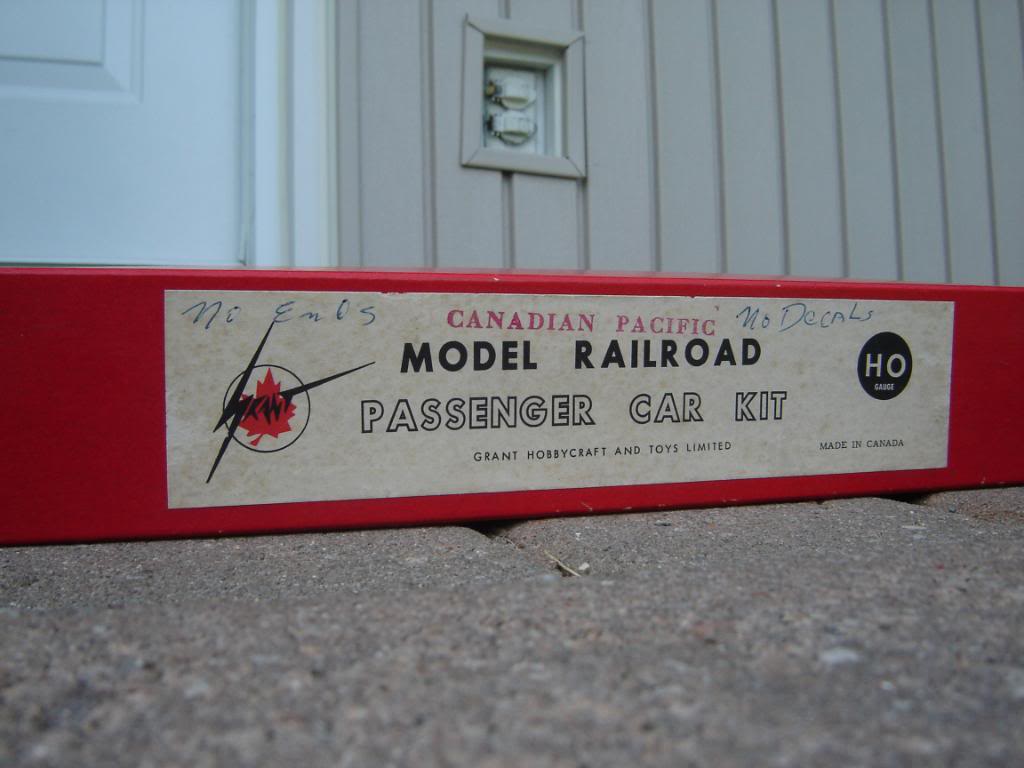 No Ends
No Decals
CANADIAN PACIFIC
MODEL RAILROAD
PASSENGER CAR KIT
GRANT HOBBYCRAFT AND TOYS LIMITED
GRANT
HO
GAUGE
MADE IN CANADA